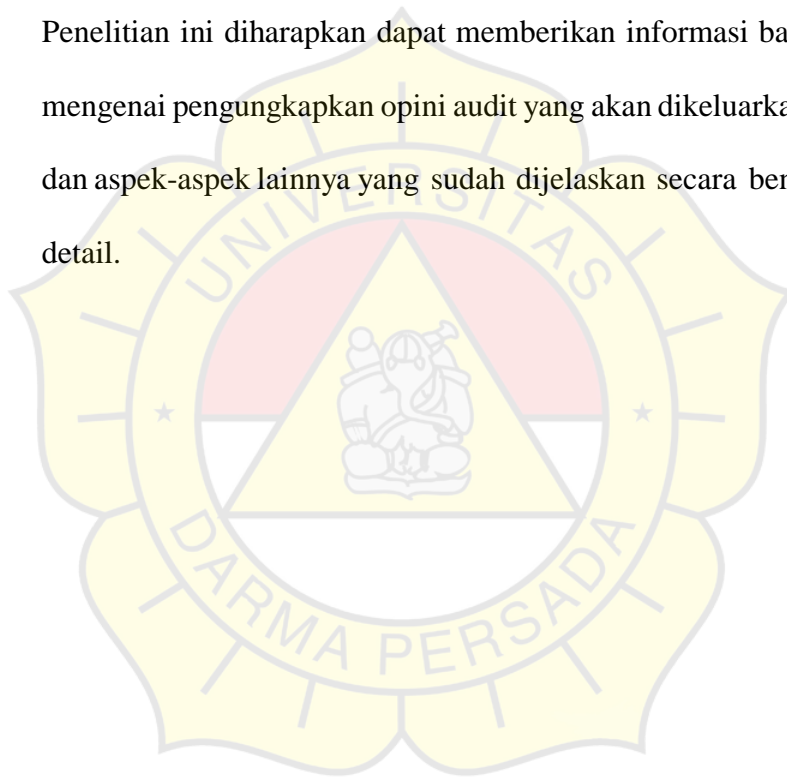 Penelitian ini diharapkan dapat memberikan informasi ba
mengenai pengungkapkan opini audit yang akan dikeluarka
dan aspek-aspek lainnya yang sudah dijelaskan secara ber
detail.
UNIVERSITAS
DARMA PERSADA